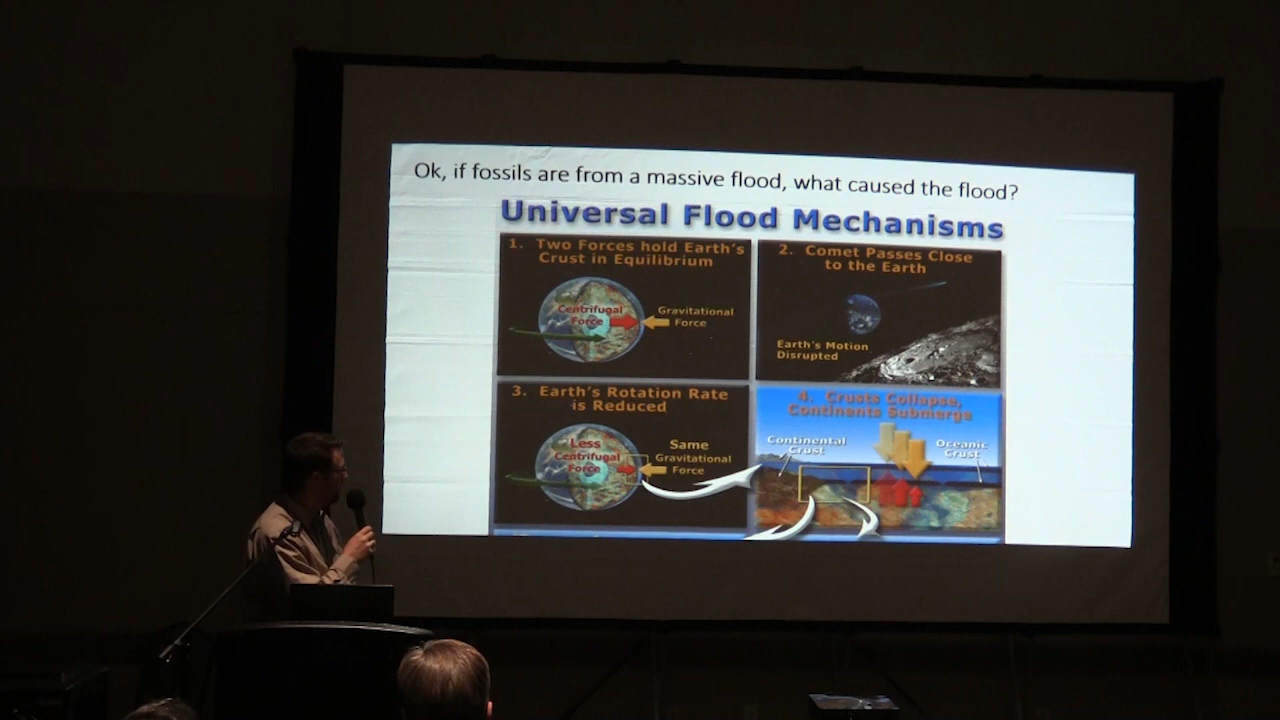 Ok, if fossils are from a massive flood, what caused the flood?
Universal Flood Mechanisms
1. Two Forces hold Earth's
Crust in Equilibrium
Centrifugal
Force
Gravitational
Force
2. Comet Passes Close
to the Earth
Earth's Motion
Disrupted
3. Earth's Rotation Rate
is Reduced
Less
Centrifugal
Force
Same
Gravitational
Force
4. Crusts Collapse,
Continents Submerge
Continental
Crust
Oceanic
Crust